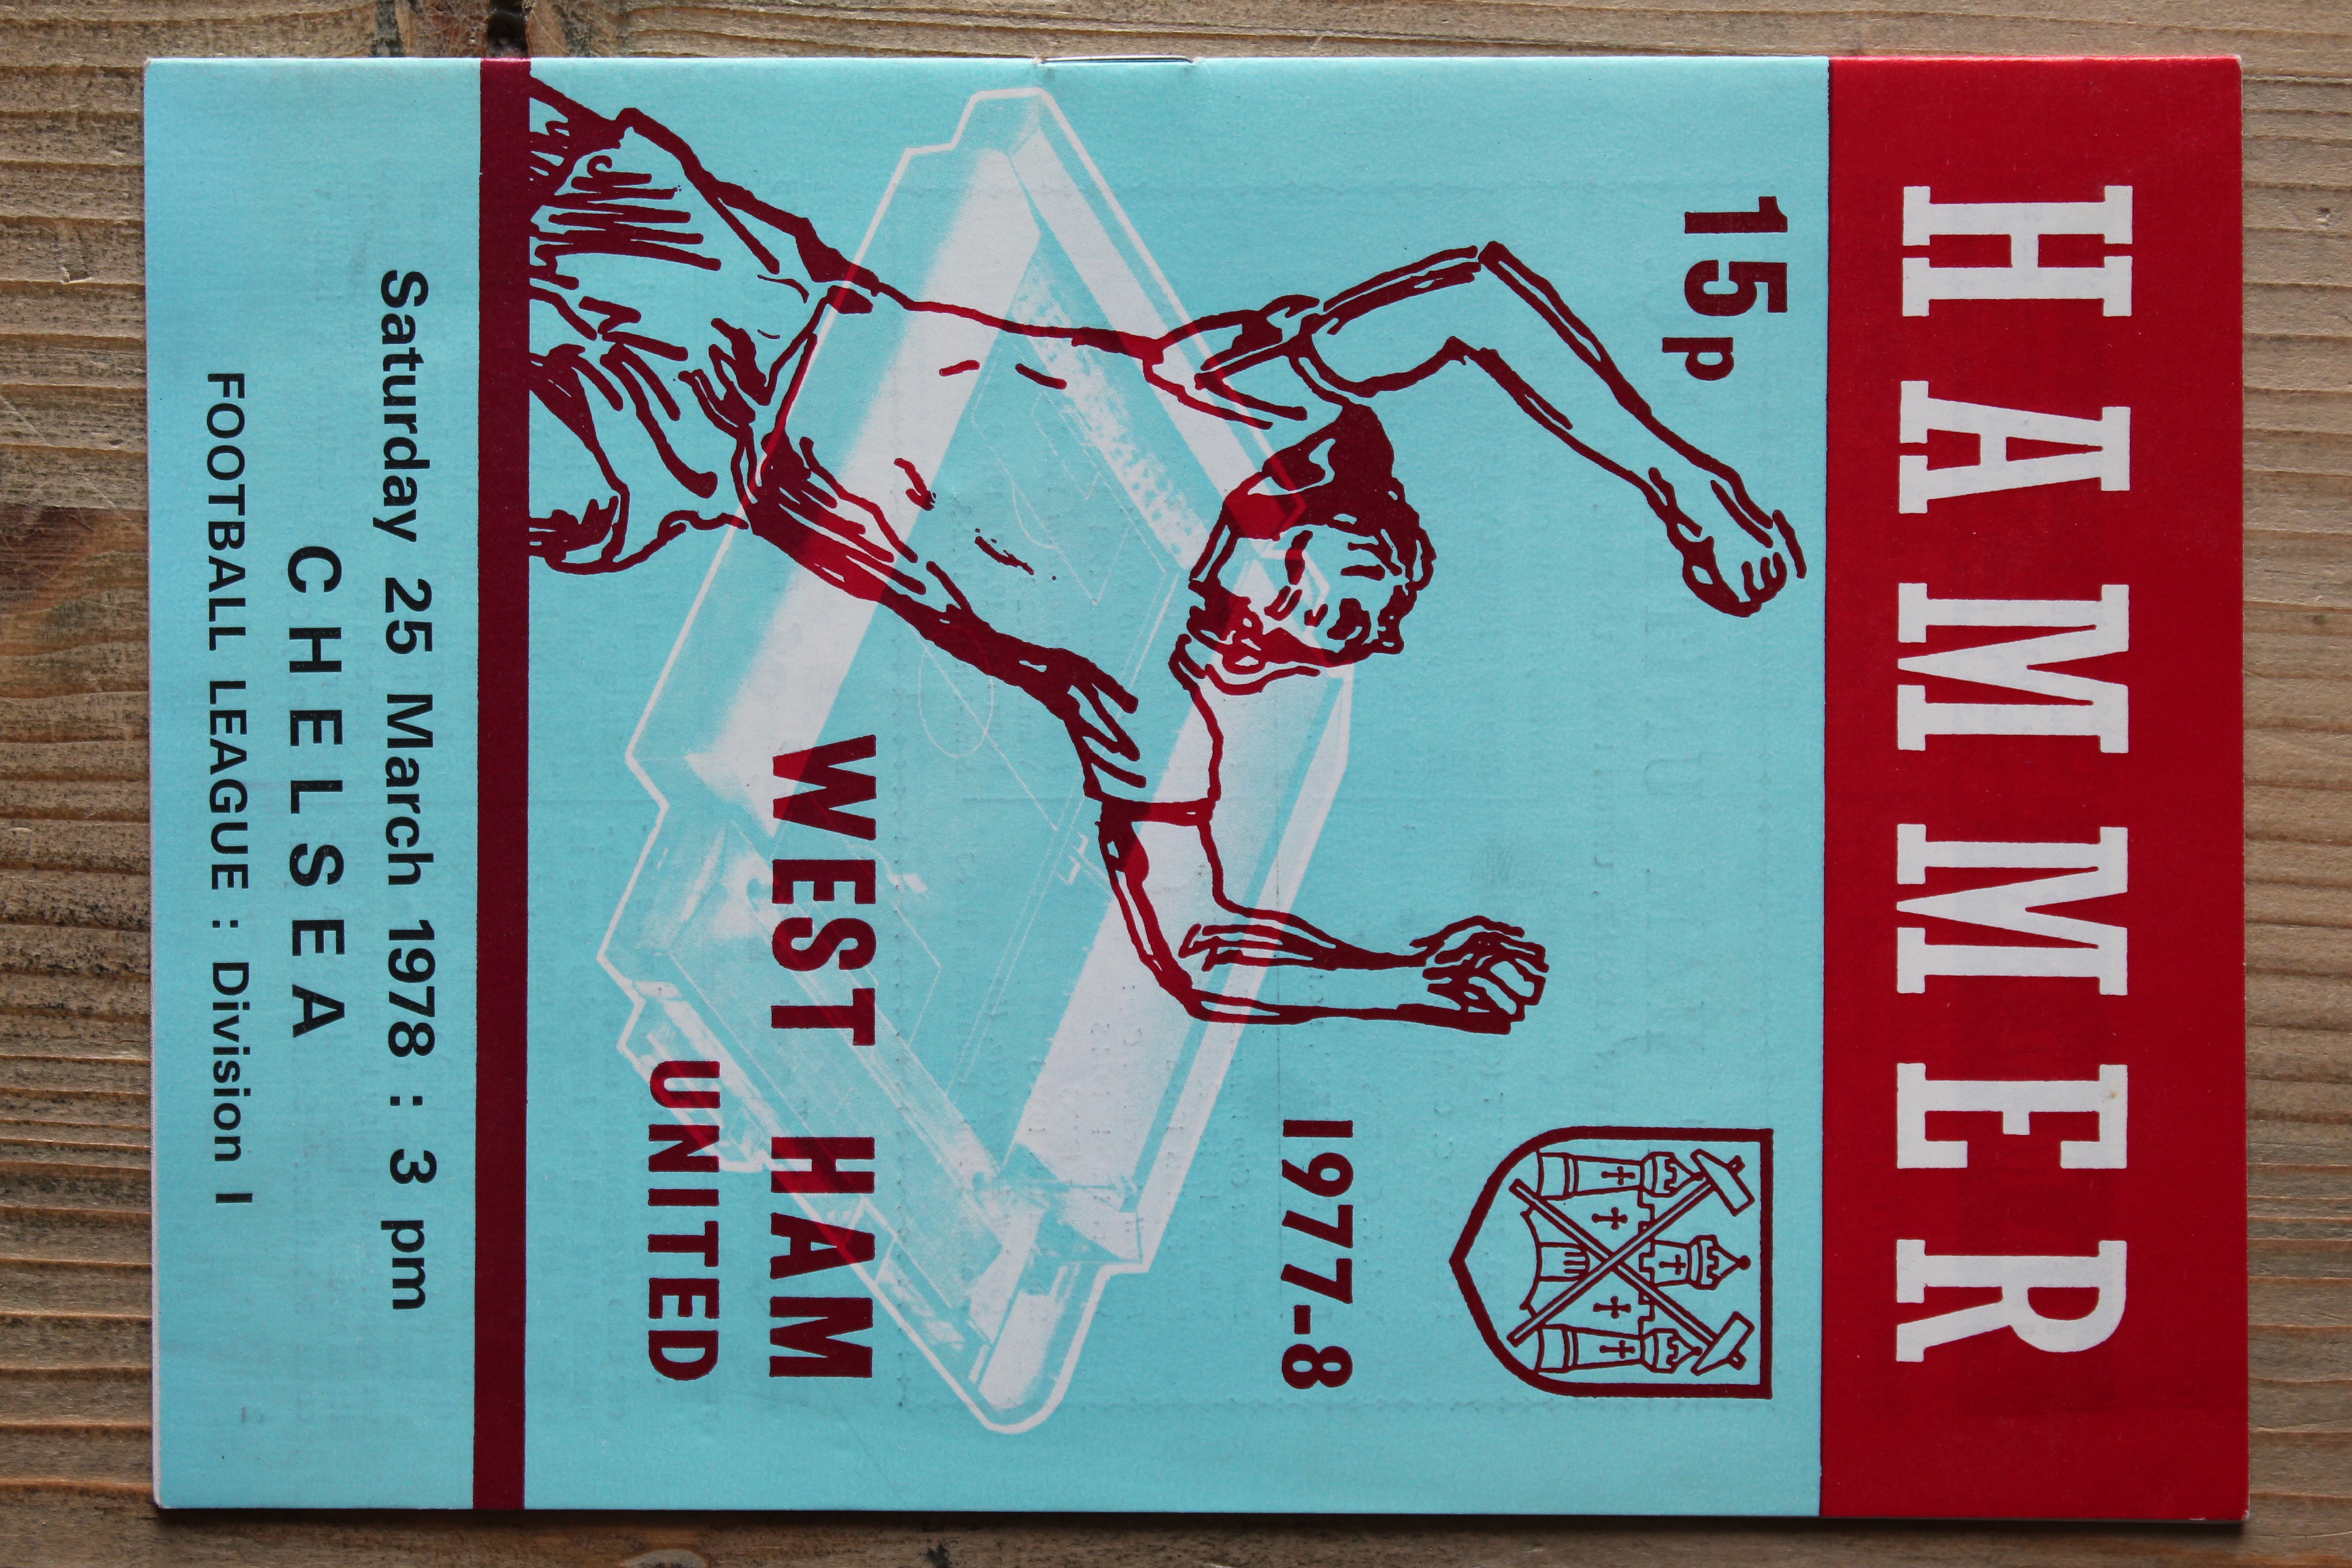 HAMMER
15p
1977-8
WEST HAM
UNITED
Saturday 25 March 1978 : 3 pm
CHELSEA
FOOTBALL LEAGUE : Division I